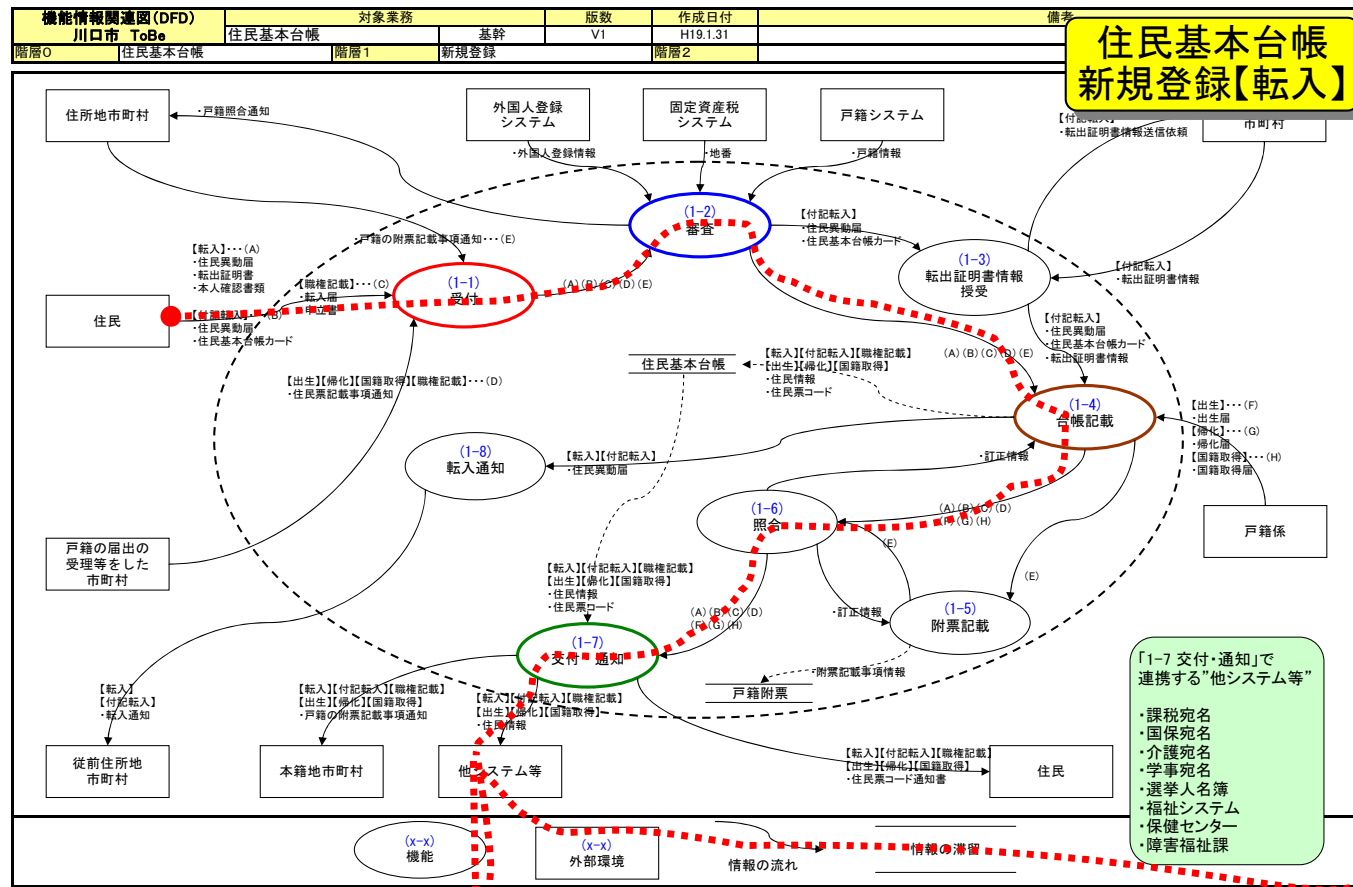 機能情報関連図(DFD)
川口市 ToBe
対象業務
版数
作成日付
備考
住民基本台帳
基幹
V1
H19.1.31
階層0
住民基本台帳
階層1
新規登録
階層2
住民基本台帳
新規登録【転入】
住所地市町村
・戸籍照合通知
外国人登録
システム
・外国人登録情報
固定資産税
システム
・地番
戸籍システム
・戸籍情報
【付記転入】
・転出証明書情報送信依頼
市町村
(1-2)
審査
【付記転入】
・住民異動届
・住民基本台帳カード
・戸籍の附票記載事項通知・・・(E)
【転入】・・・(A)
・住民異動届
・転出証明書
・本人確認書類
(1-3)
転出証明書情報
授受
【付記転入】
・転出証明書情報
(1-1)
受付
【職権記載】・・・(C)
・転入届
・申立書
(A)(B)(C)(D)(E)
住民
【付記転入】・・・(B)
・住民異動届
・住民基本台帳カード
【付記転入】
・住民異動届
・住民基本台帳カード
・転出証明書情報
(A)(B)(C)(D)(E)
住民基本台帳
【転入】【付記転入】【職権記載】
【出生】【帰化】【国籍取得】
・住民情報
・住民票コード
【出生】【帰化】【国籍取得】【職権記載】・・・(D)
・住民票記載事項通知
(1-4)
台帳記載
【出生】・・・(F)
・出生届
【帰化】・・・(G)
・帰化届
【国籍取得】・・・(H)
・国籍取得届
(1-8)
転入通知
【転入】【付記転入】
・住民異動届
・訂正情報
(1-6)
照合
(A)(B)(C)(D)
(F)(G)(H)
戸籍係
戸籍の届出の
受理等をした
市町村
(E)
(E)
【転入】【付記転入】【職権記載】
【出生】【帰化】【国籍取得】
・住民情報
・住民票コード
(A)(B)(C)(D)
(F)(G)(H)
・訂正情報
(1-5)
附票記載
(1-7)
交付・通知
・附票記載事項情報
戸籍附票
【転入】
【付記転入】
・転入通知
【転入】【付記転入】【職権記載】
【出生】【帰化】【国籍取得】
・戸籍の附票記載事項通知
【転入】【付記転入】【職権記載】
【出生】【帰化】【国籍取得】
・住民情報
【転入】【付記転入】【職権記載】
【出生】【帰化】【国籍取得】
・住民票コード通知書
従前住所地
市町村
本籍地市町村
他システム等
住民
「1-7 交付・通知」で
連携する”他システム等”
・課税宛名
・国保宛名
・介護宛名
・学事宛名
・選挙人名簿
・福祉システム
・保健センター
・障害福祉課
(x-x)
機能
(x-x)
外部環境
情報の流れ
情報の滞留